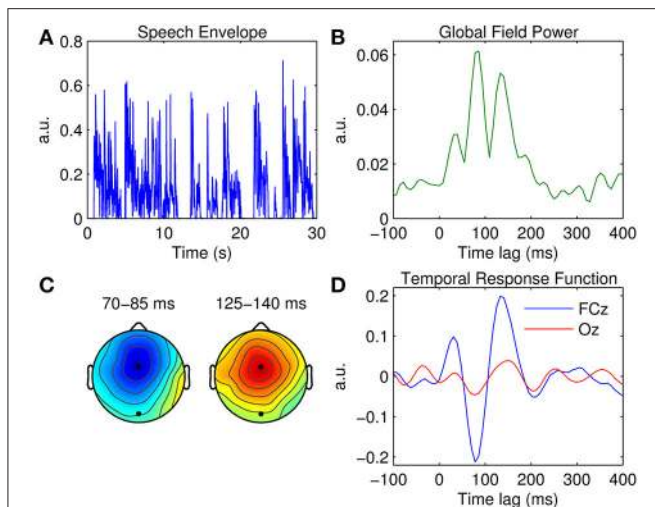 A
Speech Envelope
a.u.
0.8
0.6
0.4
0.2
0
0 10 20 30
Time (s)
B
Global Field Power
a.u.
0.06
0.04
0.02
0
−100 0 100 200 300 400
Time lag (ms)
C
70−85 ms 125−140 ms
D
Temporal Response Function
a.u.
0.2
0.1
0
−0.1
−0.2
FCz
Oz
−100 0 100 200 300 400
Time lag (ms)